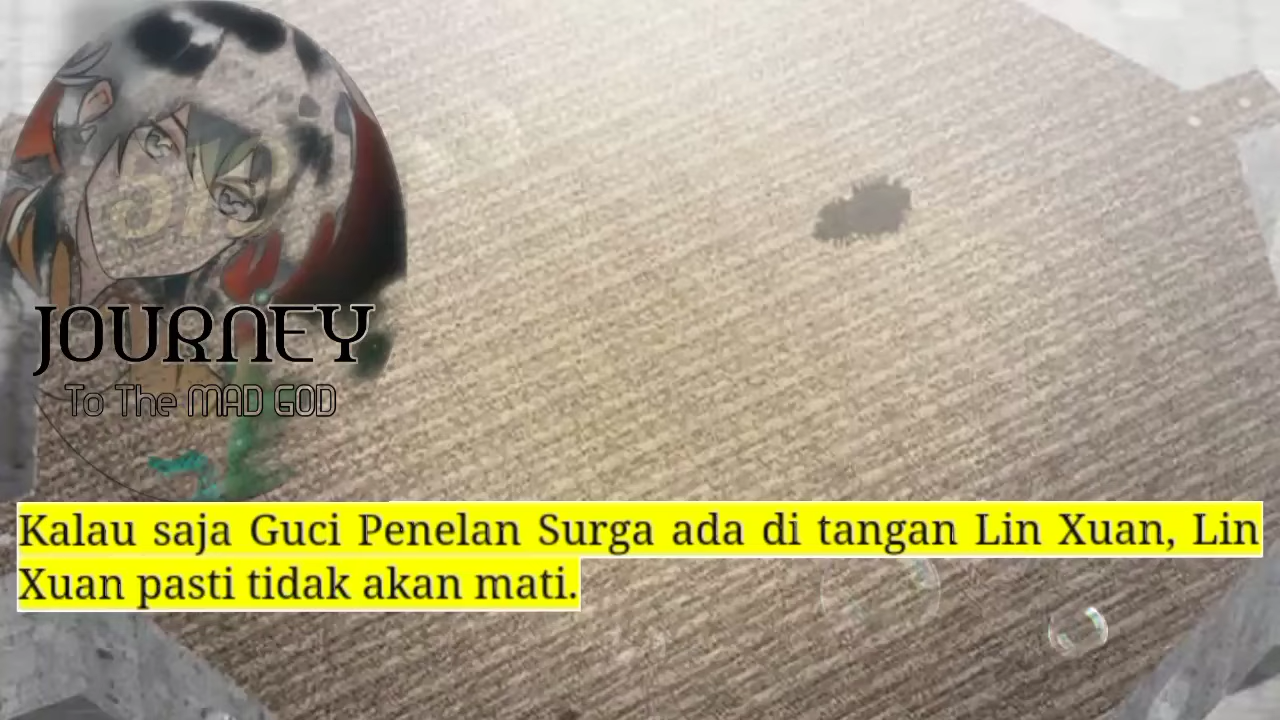 JOURNEY
To The MAD GOD
Kalau saja Guci Penelan Surga ada di tangan Lin Xuan, Lin
Xuan pasti tidak akan mati.